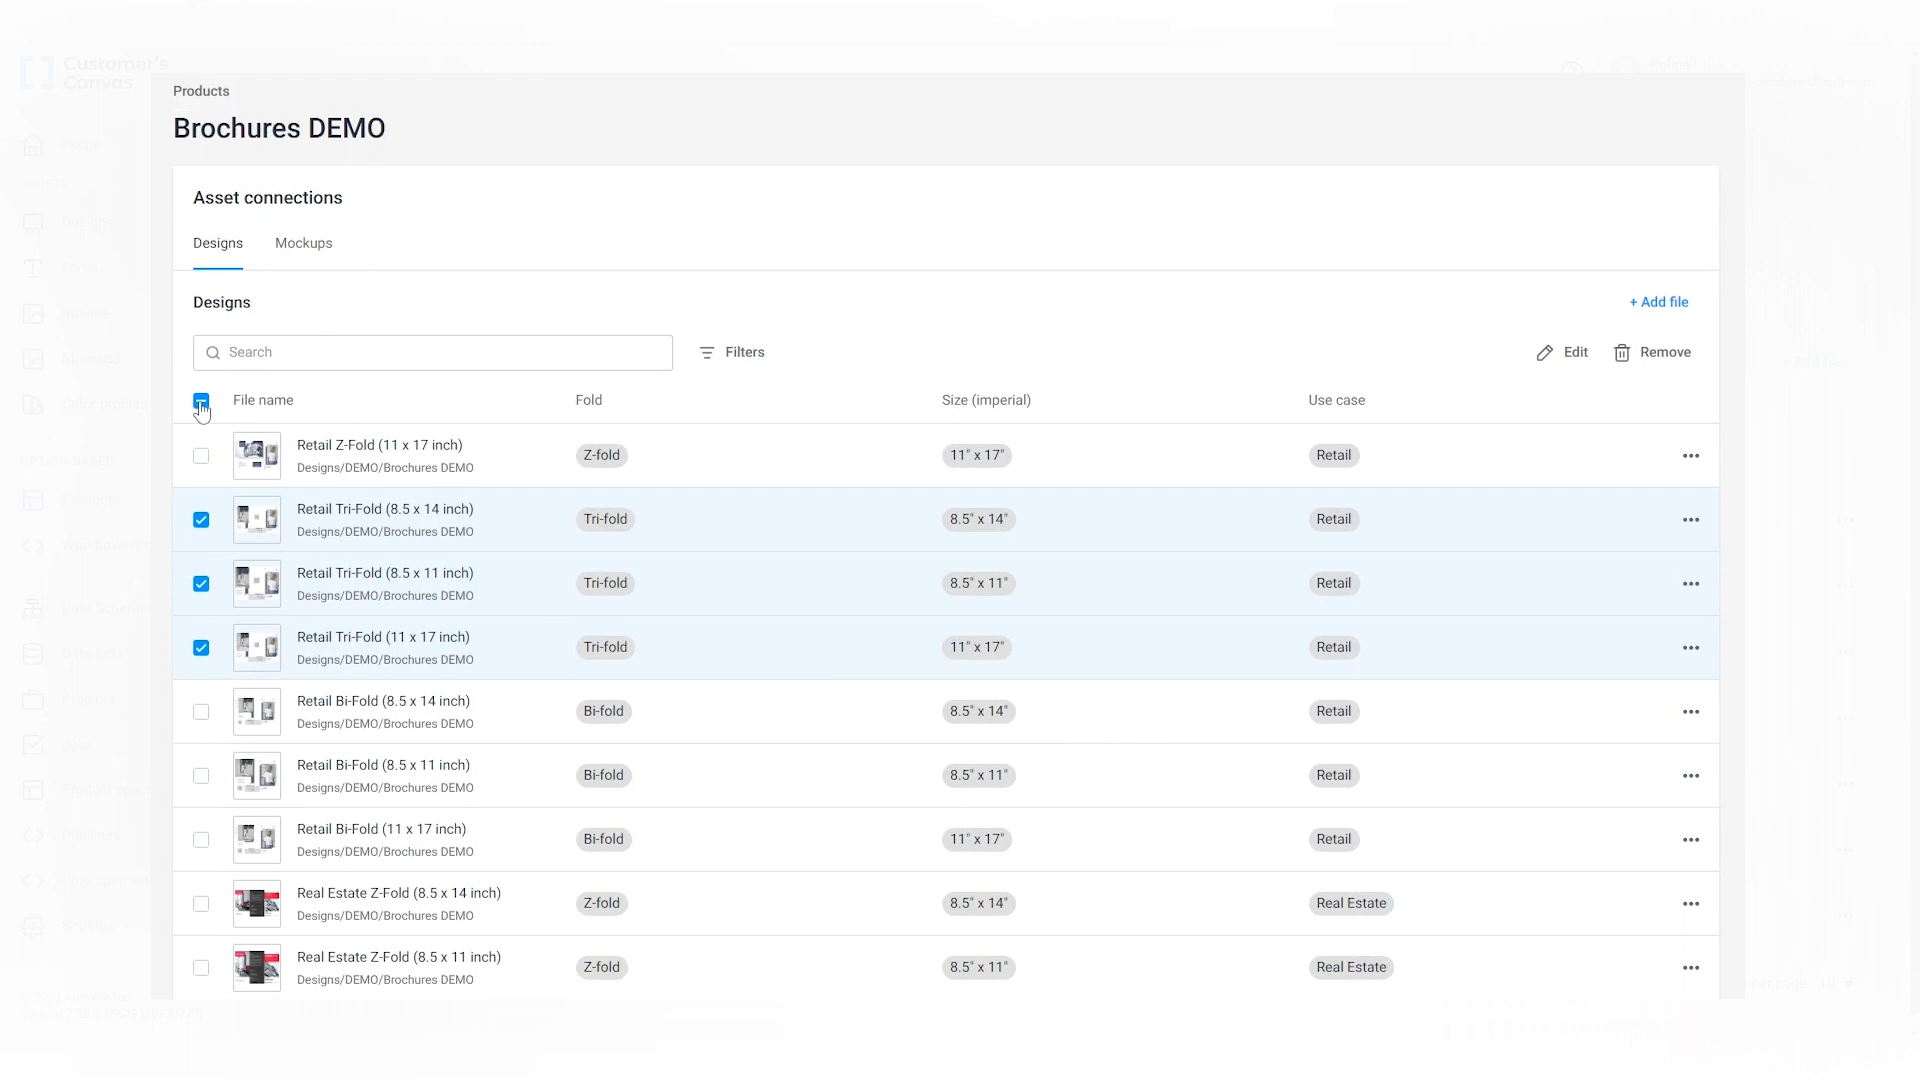 Customer's
Canvas
Products
Brochures DEMO
Asset connections
Designs Mockups
Designs
+ Add file
Search
Filters
Edit
Remove
File name Fold Size (imperial) Use case
Retail Z-Fold (11 x 17 inch)
Designs/DEMO/Brochures DEMO
Z-fold 11" x 17" Retail
Retail Tri-Fold (8.5 x 14 inch)
Designs/DEMO/Brochures DEMO
Tri-fold 8.5" x 14" Retail
Retail Tri-Fold (8.5 x 11 inch)
Designs/DEMO/Brochures DEMO
Tri-fold 8.5" x 11" Retail
Retail Tri-Fold (11 x 17 inch)
Designs/DEMO/Brochures DEMO
Tri-fold 11" x 17" Retail
Retail Bi-Fold (8.5 x 14 inch)
Designs/DEMO/Brochures DEMO
Bi-fold 8.5" x 14" Retail
Retail Bi-Fold (8.5 x 11 inch)
Designs/DEMO/Brochures DEMO
Bi-fold 8.5" x 11" Retail
Retail Bi-Fold (11 x 17 inch)
Designs/DEMO/Brochures DEMO
Bi-fold 11" x 17" Retail
Real Estate Z-Fold (8.5 x 14 inch)
Designs/DEMO/Brochures DEMO
Z-fold 8.5" x 14" Real Estate
Real Estate Z-Fold (8.5 x 11 inch)
Designs/DEMO/Brochures DEMO
Z-fold 8.5" x 11" Real Estate